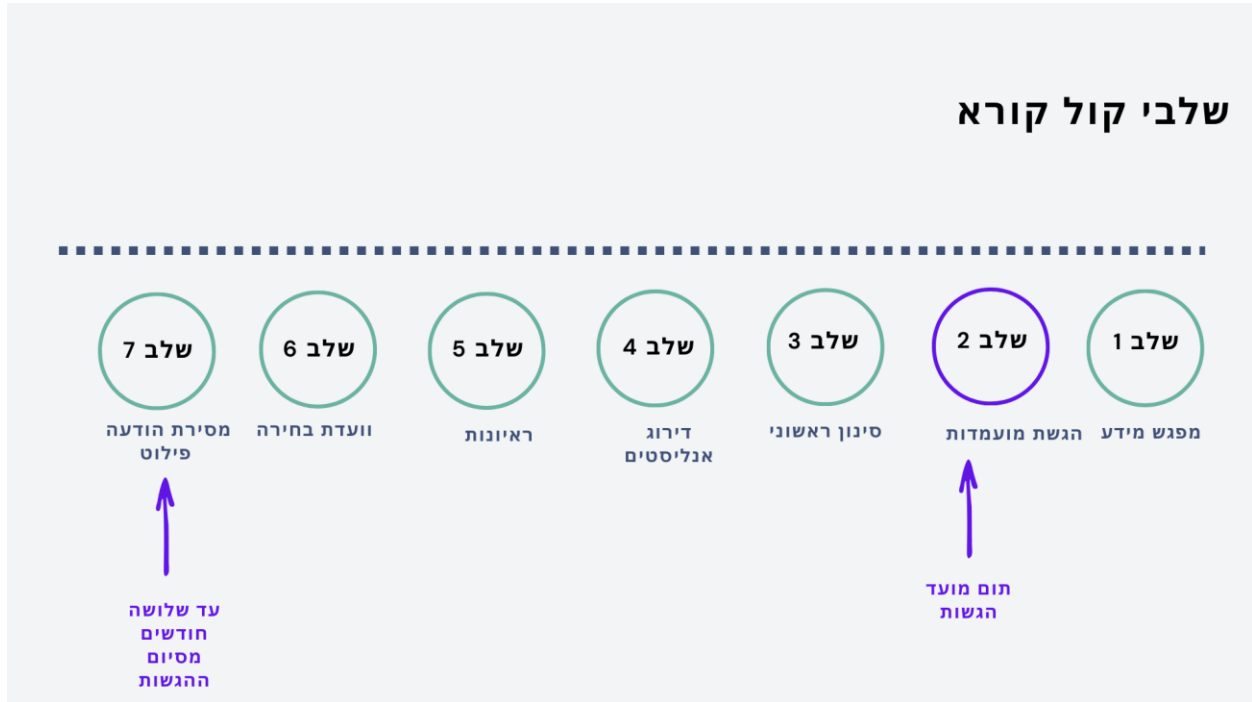 שלבי קול קורא
שלב 1
מפגש מידע
שלב 2
הגשת מועמדות
תום מועד
הגשות
שלב 3
סינון ראשוני
שלב 4
דירוג
אנליסטים
שלב 5
ראיונות
שלב 6
וועדת בחירה
שלב 7
מסירת הודעה
פילוט
עד שלושה
חודשים
מסיום
ההגשות